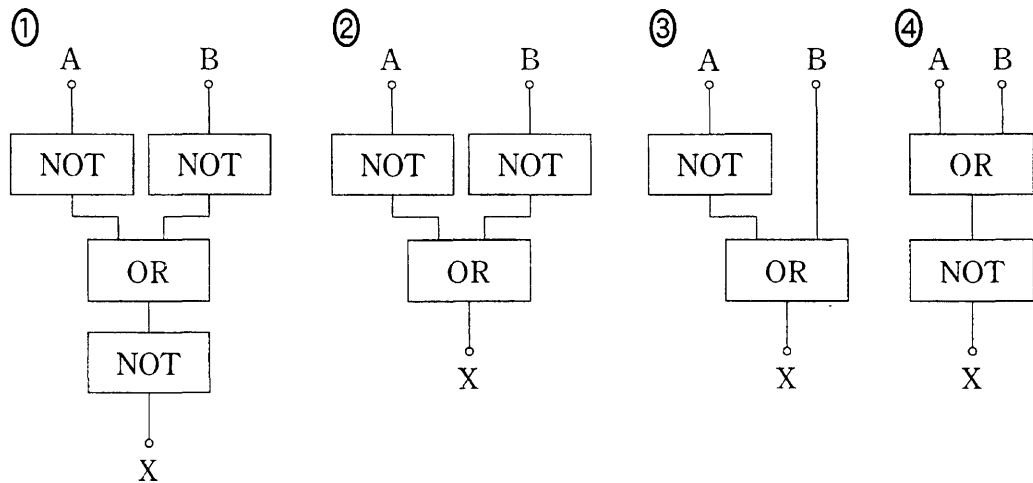 ① ② ③ ④
A B A B A B A B
NOT NOT NOT NOT NOT OR
OR OR OR NOT
NOT X X X
X